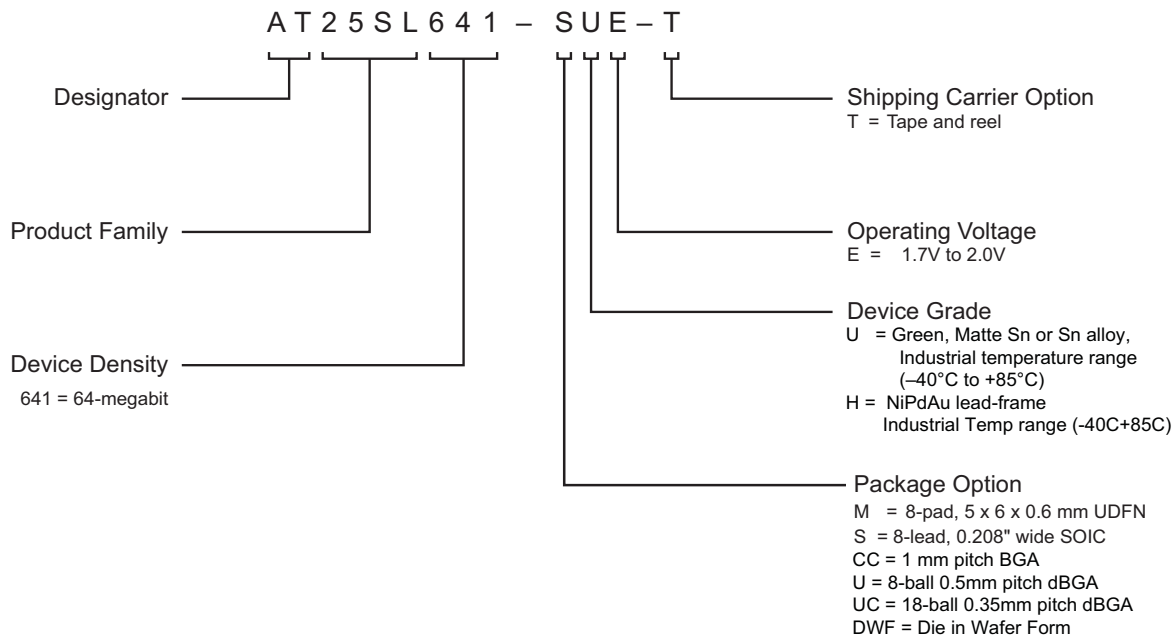 A T 2 5 S L 6 4 1 – S U E – T
Designator
Product Family
Device Density
641 = 64-megabit
Shipping Carrier Option
T = Tape and reel
Operating Voltage
E = 1.7V to 2.0V
Device Grade
U = Green, Matte Sn or Sn alloy,
Industrial temperature range
(–40°C to +85°C)
H = NiPdAu lead-frame
Industrial Temp range (-40C+85C)
Package Option
M = 8-pad, 5 x 6 x 0.6 mm UDFN
S = 8-lead, 0.208" wide SOIC
CC = 1 mm pitch BGA
U = 8-ball 0.5mm pitch dBGA
UC = 18-ball 0.35mm pitch dBGA
DWF = Die in Wafer Form